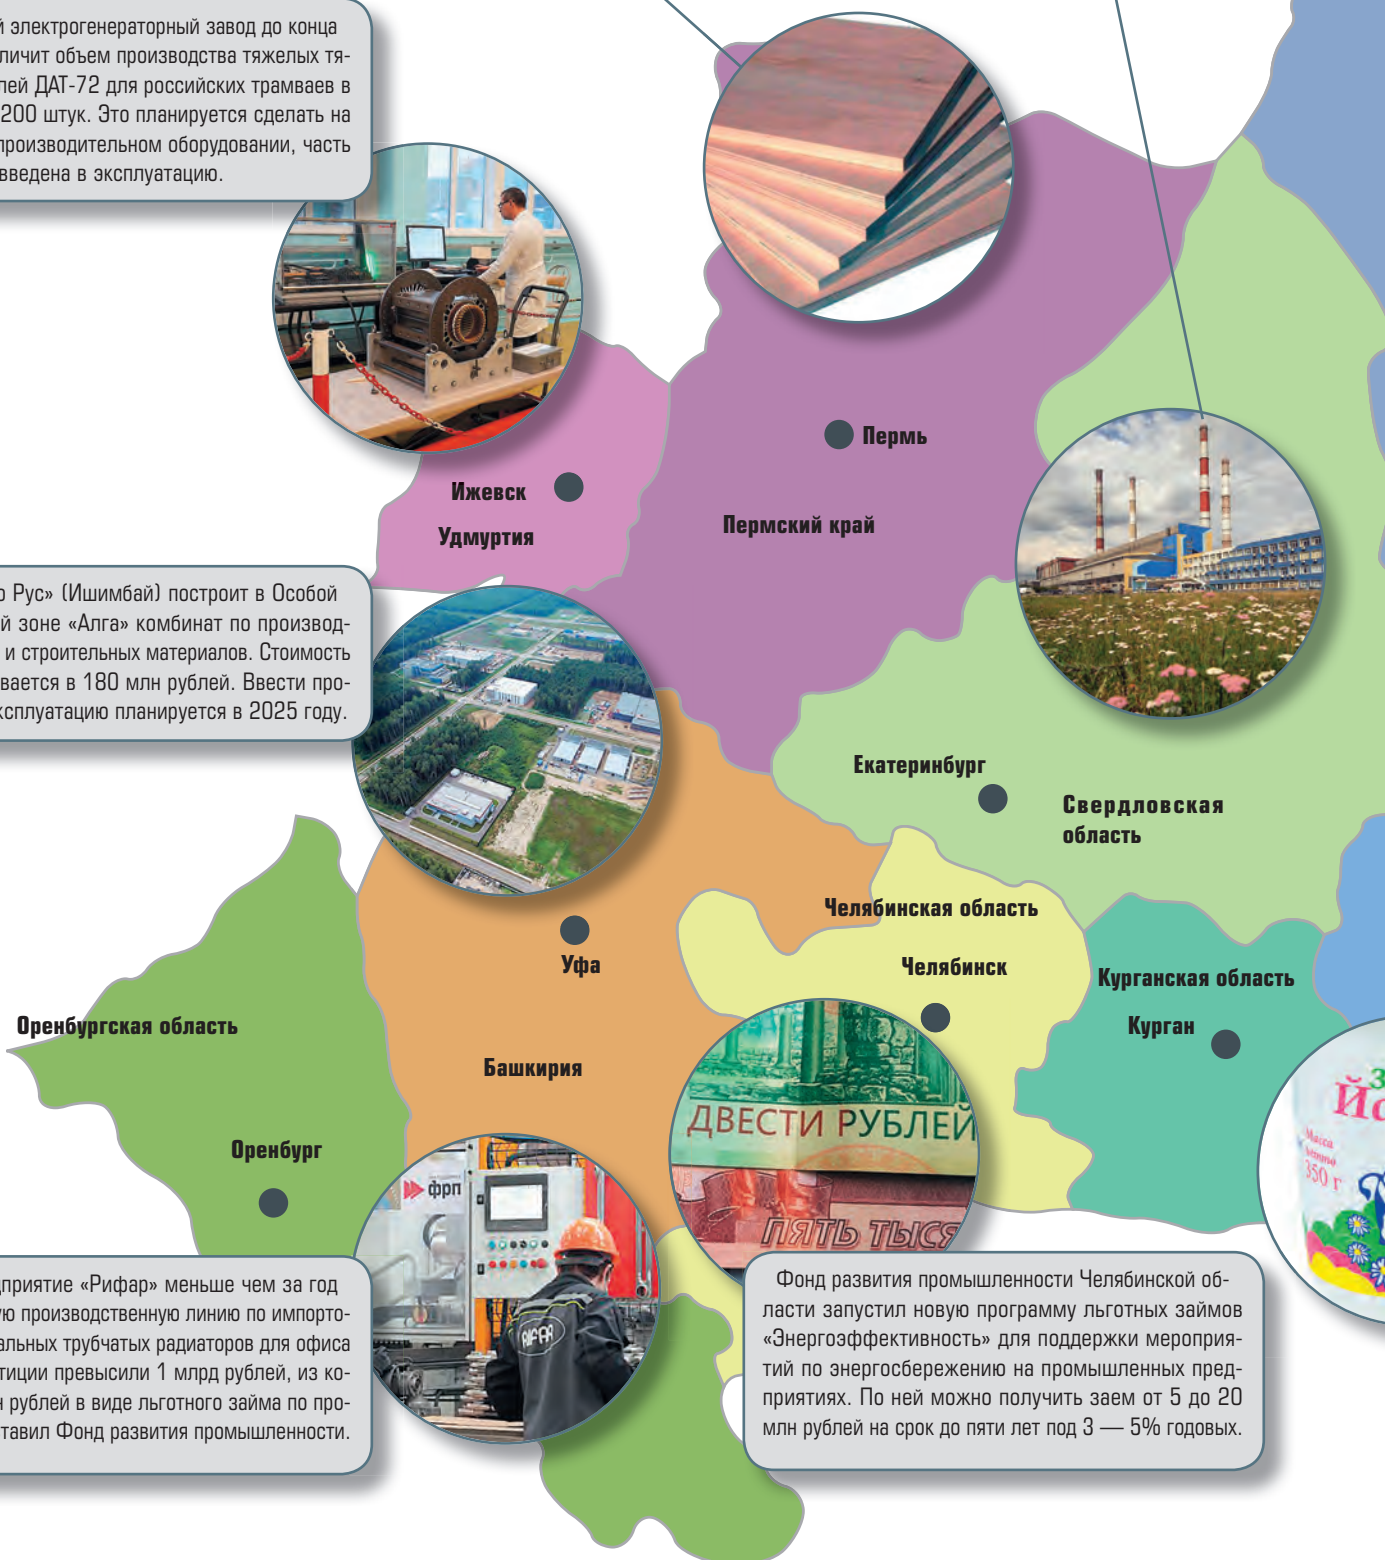 й электрогенераторный завод до конца
личит объем производства тяжелых тя-
лей ДАТ-72 для российских трамваев в
200 штук. Это планируется сделать на
производительном оборудовании, часть
введена в эксплуатацию.
Пермь
Ижевск
Удмуртия
Пермский край
о Рус» (Ишимбай) построит в Особой
й зоне «Алга» комбинат по производ-
и строительных материалов. Стоимость
вается в 180 млн рублей. Ввести про-
ксплуатацию планируется в 2025 году.
Екатеринбург
Свердловская
область
Челябинская область
Уфа
Челябинск
Курганская область
Курган
Оренбургская область
Башкирия
Оренбург
ДВЕСТИ РУБЛЕЙ
ПЯТЬ ТЫСЯ
фрп
RIFAR
З
Йо
Масса
нетто
350 г
дприятие «Рифар» меньше чем за год
ую производственную линию по импорто-
альных трубчатых радиаторов для офиса
тиции превысили 1 млрд рублей, из ко-
н рублей в виде льготного займа по про-
тавил Фонд развития промышленности.
Фонд развития промышленности Челябинской об-
ласти запустил новую программу льготных займов
«Энергоэффективность» для поддержки мероприя-
тий по энергосбережению на промышленных пред-
приятиях. По ней можно получить заем от 5 до 20
млн рублей на срок до пяти лет под 3 — 5% годовых.